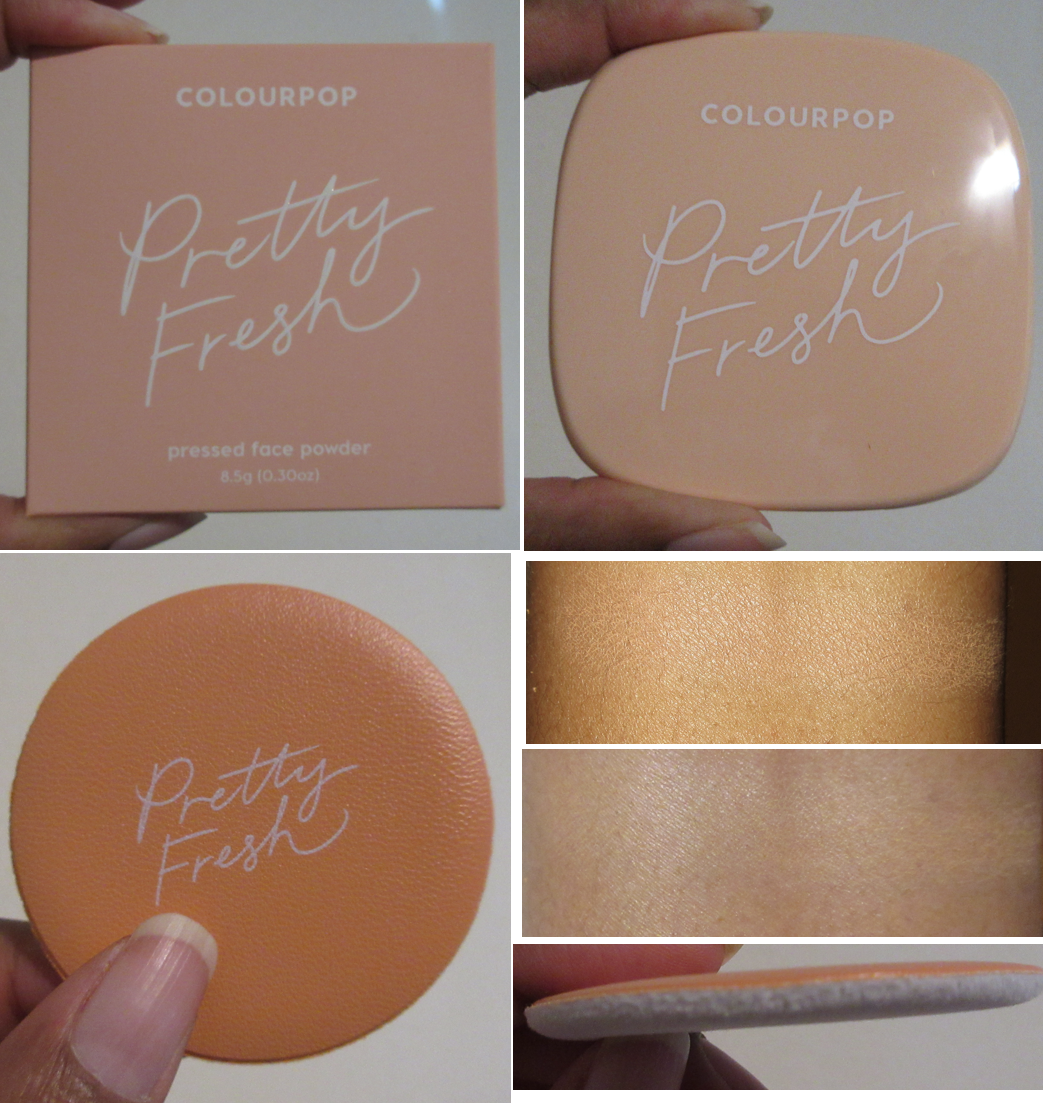 COLOURPOP
Pretty
Fresh
pressed face powder
8.5g (0.30oz)
COLOURPOP
Pretty
Fresh
Pretty
Fresh